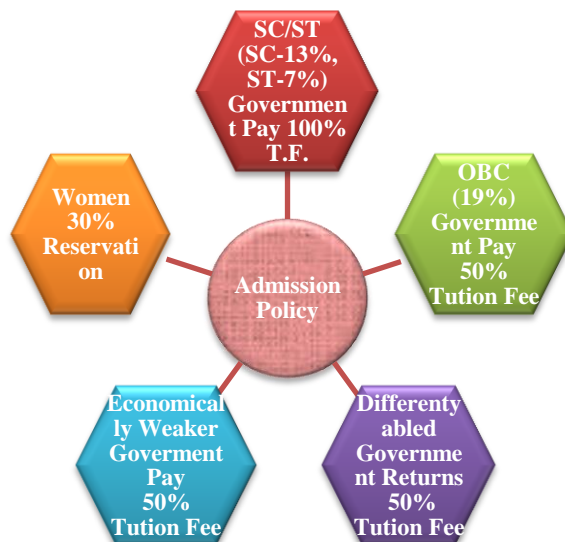 SC/ST
(SC-13%,
ST-7%)
Governmen
t Pay 100%
T.F.
Women
30%
Reservati
on
OBC
(19%)
Governme
nt Pay
50%
Tution Fee
Admission
Policy
Economical
ly Weaker
Goverment
Pay
50%
Tution Fee
Differenty
abled
Governme
nt Returns
50%
Tution Fee